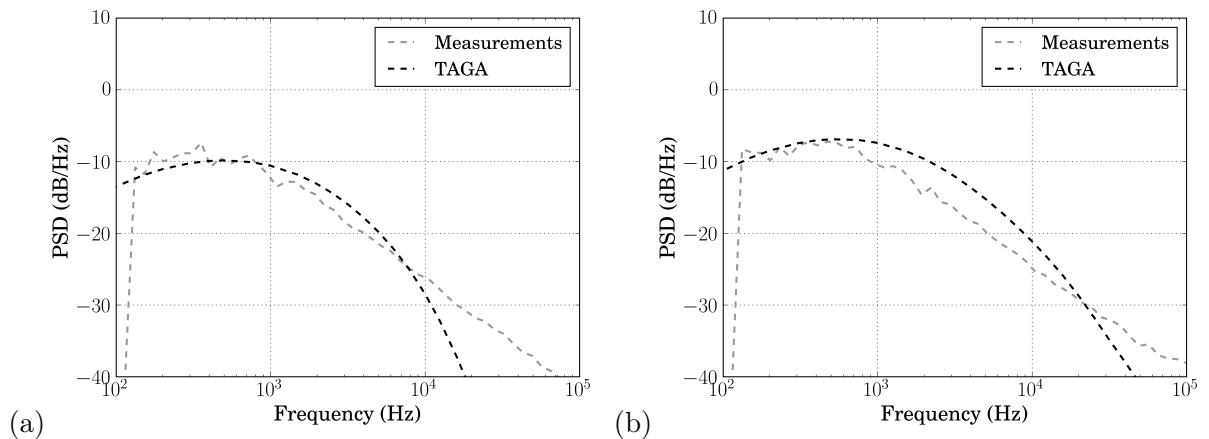 10
0
−10
−20
−30
−40
PSD (dB/Hz)
10² 10³ 10⁴ 10⁵
Frequency (Hz)
Measurements
TAGA
(a)
10
0
−10
−20
−30
−40
PSD (dB/Hz)
10² 10³ 10⁴ 10⁵
Frequency (Hz)
Measurements
TAGA
(b)